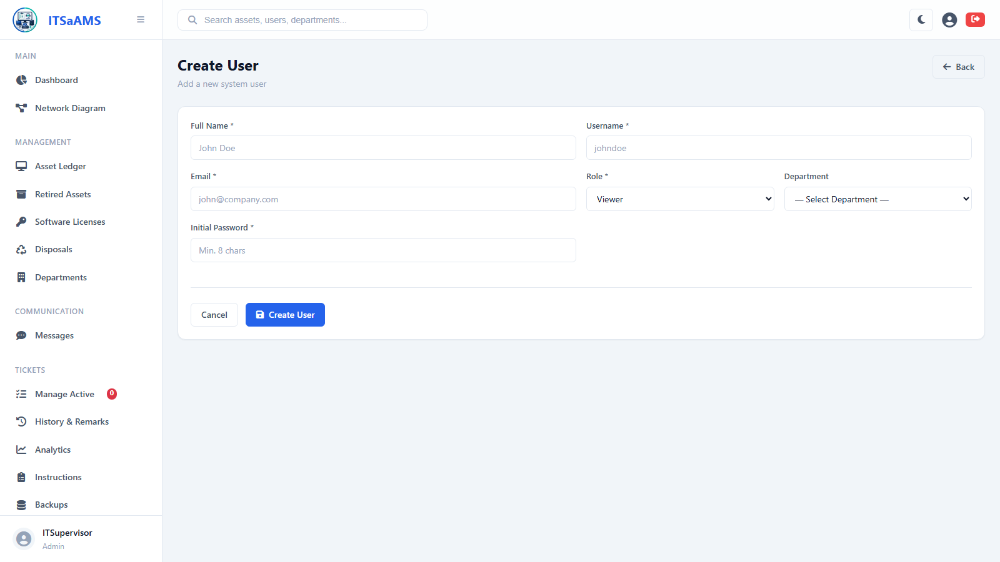 ITSaAMS
Search assets, users, departments...
MAIN
Dashboard
Network Diagram
MANAGEMENT
Asset Ledger
Retired Assets
Software Licenses
Disposals
Departments
COMMUNICATION
Messages
TICKETS
Manage Active 0
History & Remarks
Analytics
Instructions
Backups
ITSupervisor
Admin
Create User
Add a new system user
Back
Full Name *
John Doe
Username *
johndoe
Email *
john@company.com
Role *
Viewer
Department
— Select Department —
Initial Password *
Min. 8 chars
Cancel
Create User